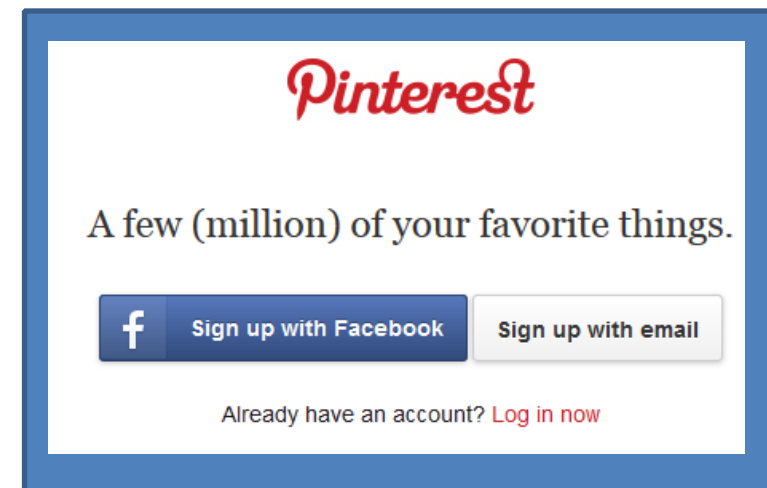 Pinterest
A few (million) of your favorite things.
f Sign up with Facebook Sign up with email
Already have an account? Log in now